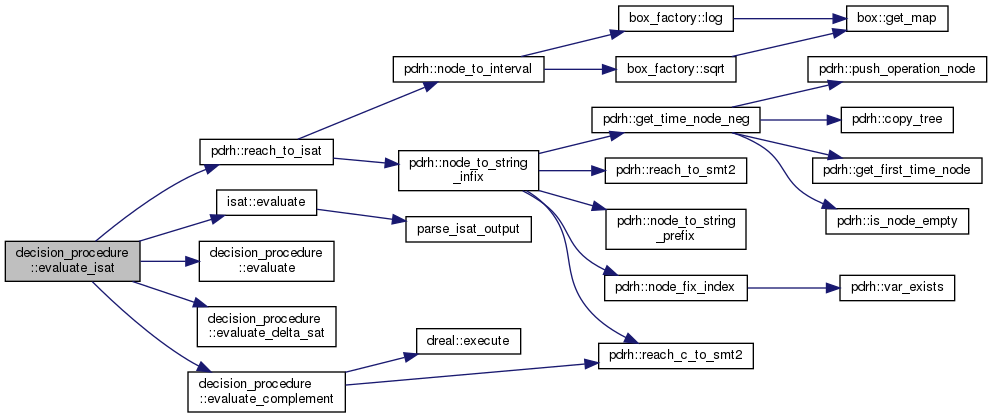 decision_procedure
::evaluate_isat
pdrh::reach_to_isat
isat::evaluate
decision_procedure
::evaluate
decision_procedure
::evaluate_delta_sat
decision_procedure
::evaluate_complement
pdrh::node_to_interval
pdrh::node_to_string
_infix
parse_isat_output
dreal::execute
box_factory::log
box_factory::sqrt
pdrh::get_time_node_neg
pdrh::reach_to_smt2
pdrh::node_to_string
_prefix
pdrh::node_fix_index
pdrh::reach_c_to_smt2
box::get_map
pdrh::push_operation_node
pdrh::copy_tree
pdrh::get_first_time_node
pdrh::is_node_empty
pdrh::var_exists